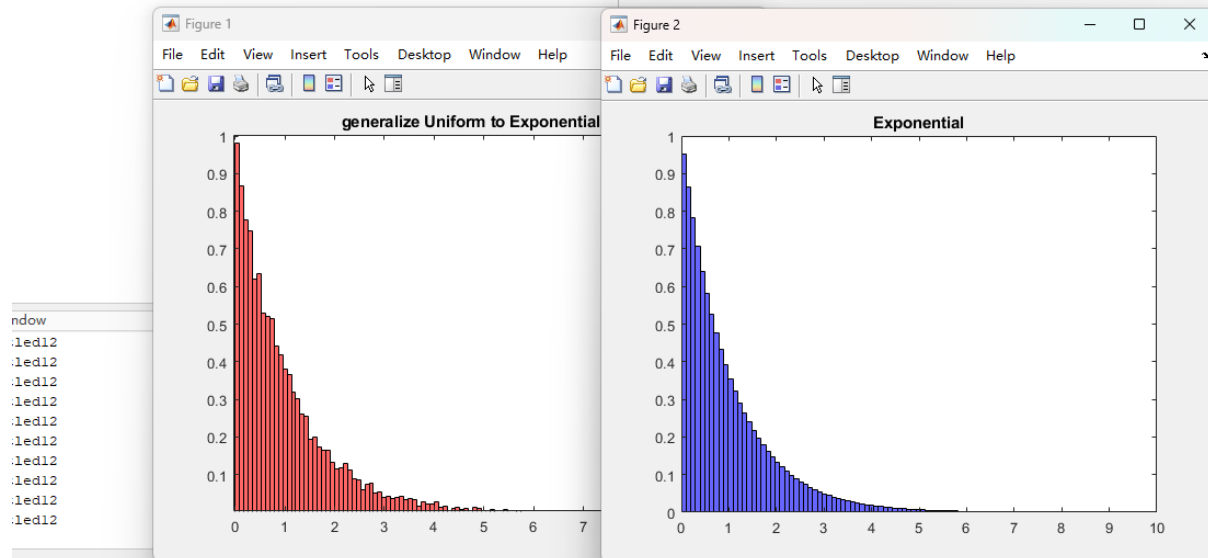 Figure 1
File Edit View Insert Tools Desktop Window Help
generalize Uniform to Exponential
1
0.9
0.8
0.7
0.6
0.5
0.4
0.3
0.2
0.1
0 1 2 3 4 5 6 7
Figure 2
File Edit View Insert Tools Desktop Window Help
Exponential
1
0.9
0.8
0.7
0.6
0.5
0.4
0.3
0.2
0.1
0
0 1 2 3 4 5 6 7 8 9 10
ndow
led12
led12
led12
led12
led12
led12
led12
led12
led12
led12